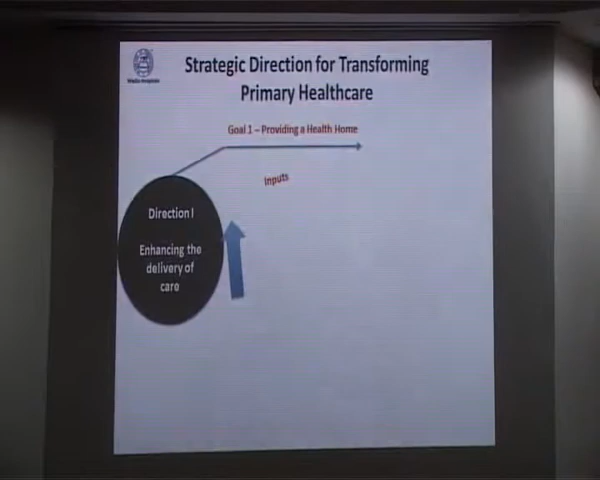 Strategic Direction for Transforming
Primary Healthcare
Goal 1 – Providing a Health Home
Inputs
Direction I
Enhancing the
delivery of
care